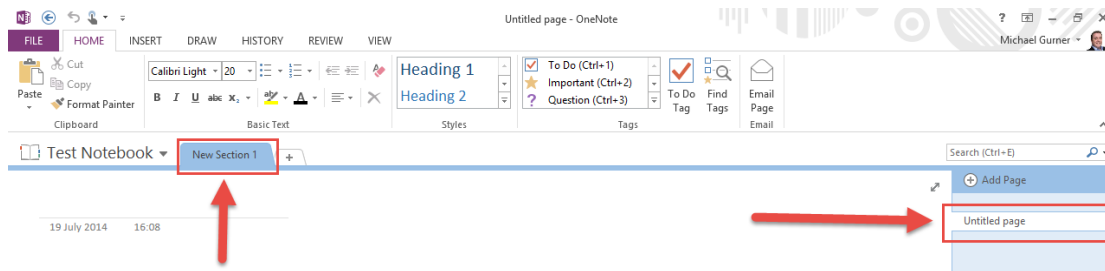 Untitled page - OneNote
FILE HOME INSERT DRAW HISTORY REVIEW VIEW
Michael Gurner
Paste
Cut
Copy
Format Painter
Clipboard
Calibri Light 20
B I U abc X₂ aby A
Basic Text
Heading 1
Heading 2
Styles
To Do (Ctrl+1)
Important (Ctrl+2)
Question (Ctrl+3)
Tags
To Do Tag
Find Tags
Email Page
Email
Test Notebook
New Section 1
Search (Ctrl+E)
Add Page
Untitled page
19 July 2014 16:08